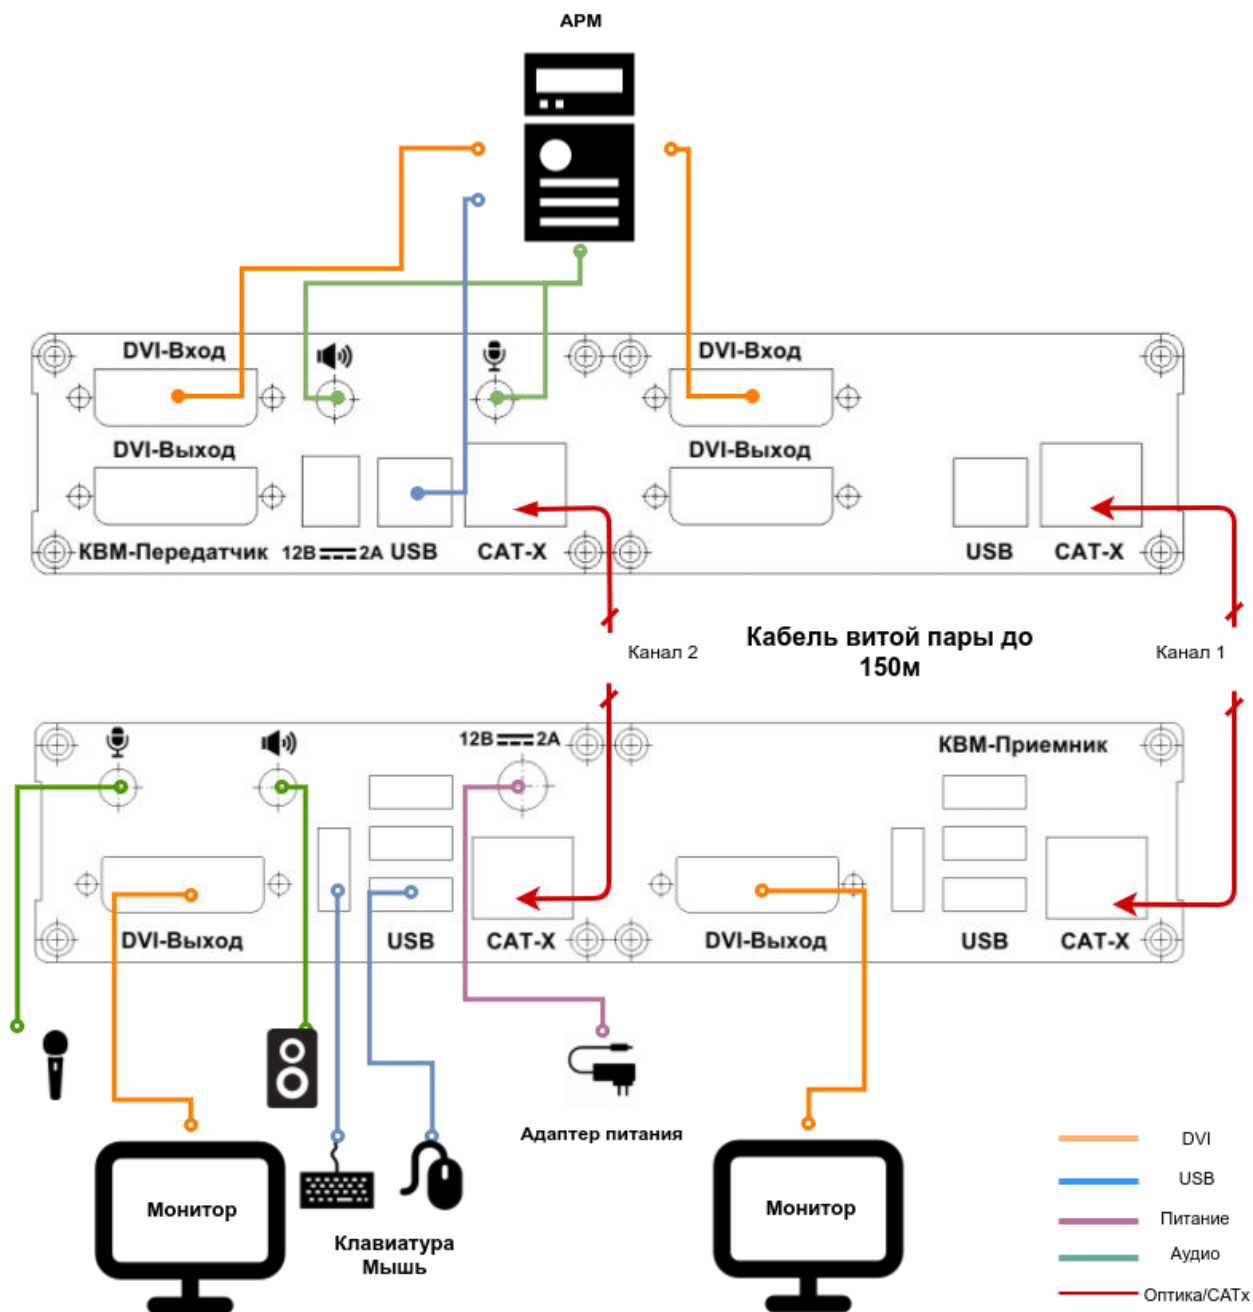 АРМ
DVI-Вход
DVI-Вход
DVI-Выход
DVI-Выход
КВМ-Передатчик 12В 2А USB CAT-X
USB CAT-X
Кабель витой пары до
150м
Канал 2
Канал 1
12В 2А
КВМ-Приемник
DVI-Выход USB CAT-X
DVI-Выход USB CAT-X
Адаптер питания
Монитор
Клавиатура
Мышь
Монитор
DVI
USB
Питание
Аудио
Оптика/CATx